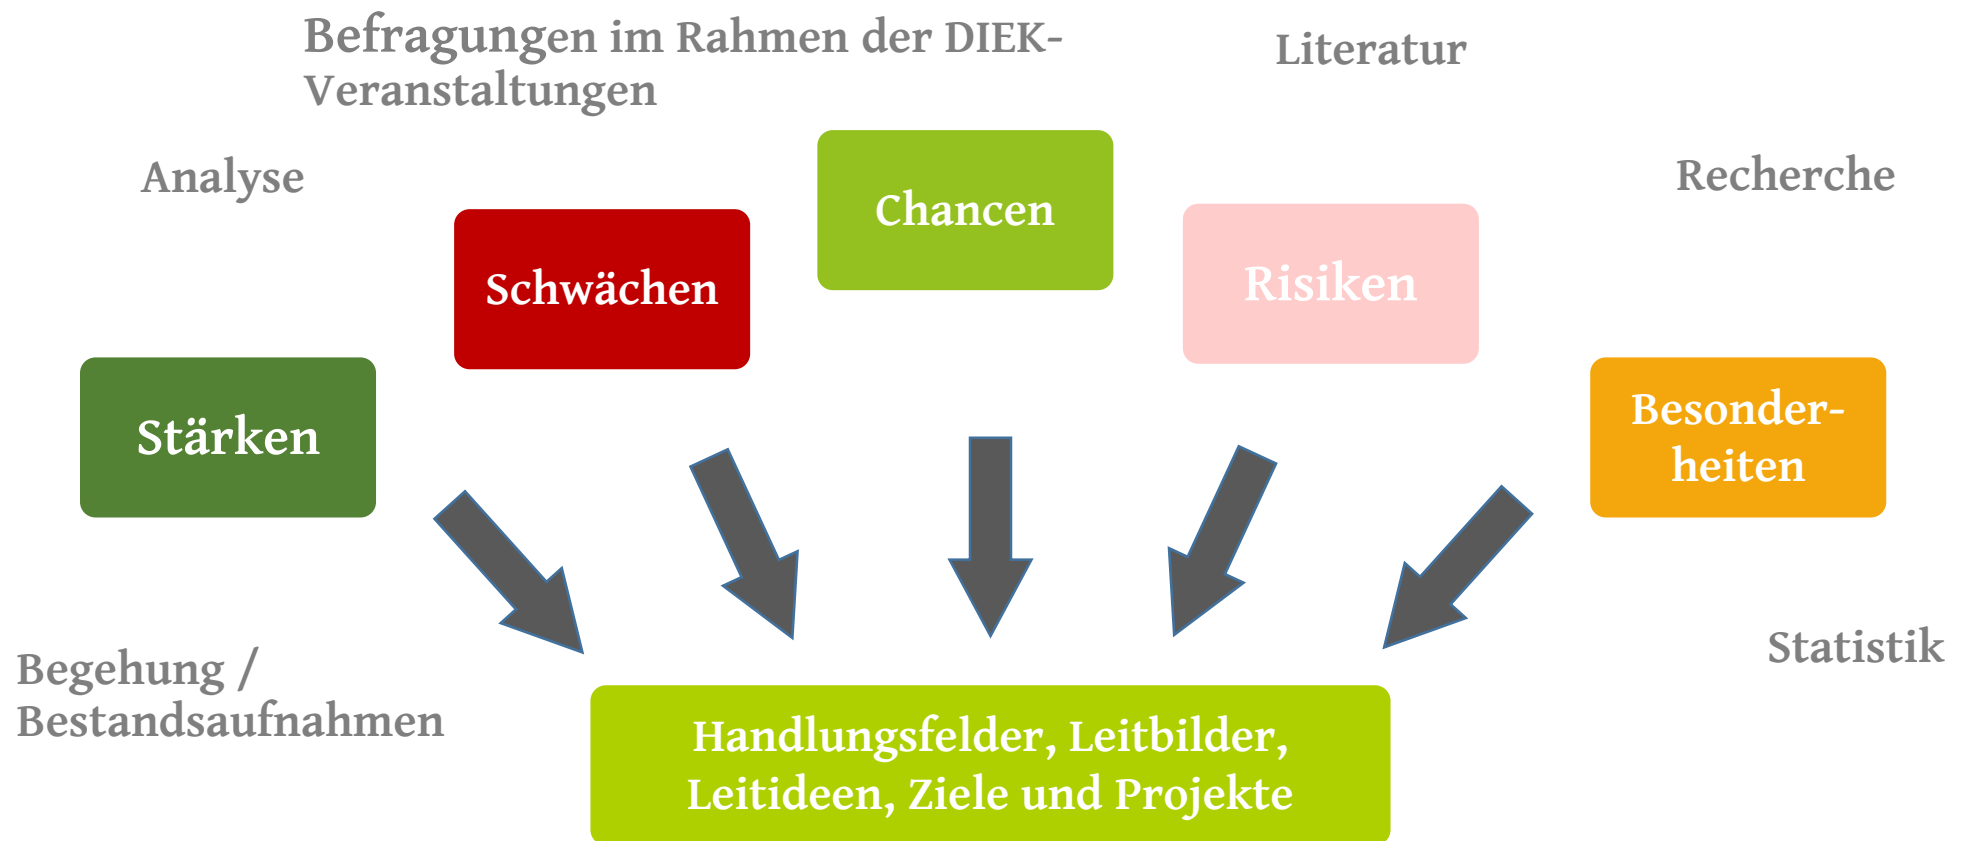 Befragungen im Rahmen der DIEK-
Veranstaltungen
Literatur
Analyse
Recherche
Chancen
Schwächen
Risiken
Stärken
Besonder-
heiten
Begehung /
Bestandsaufnahmen
Statistik
Handlungsfelder, Leitbilder,
Leitideen, Ziele und Projekte